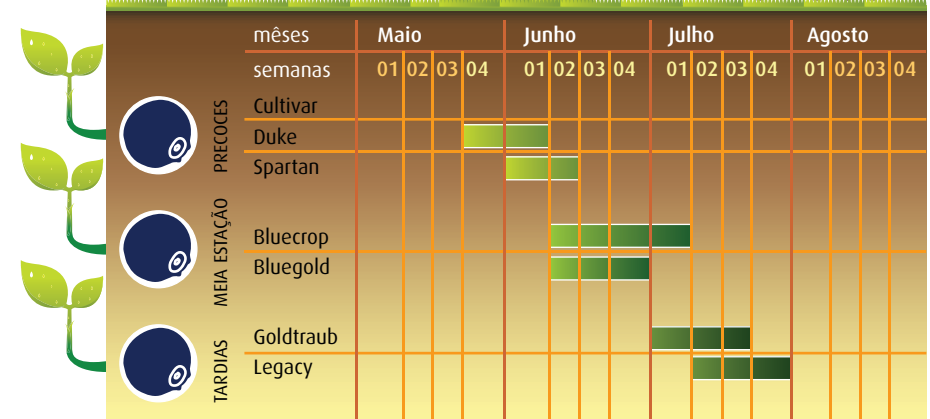 mêses Maio Junho Julho Agosto
semanas 01 02 03 04 01 02 03 04 01 02 03 04 01 02 03 04
PRECOCES
Cultivar
Duke
Spartan
MEIA ESTAÇÃO
Bluecrop
Bluegold
TARDIAS
Goldtraub
Legacy